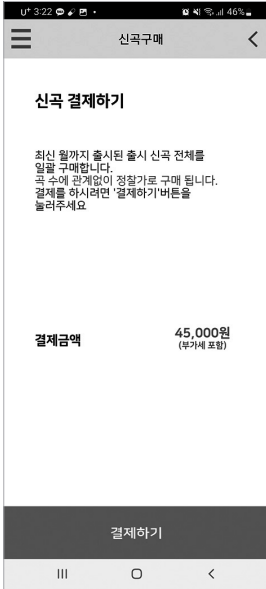 U+ 3:22 46%
신곡구매
신곡 결제하기
최신 월까지 출시된 출시 신곡 전체를
일괄 구매합니다.
곡 수에 관계없이 정찰가로 구매 됩니다.
결제를 하시려면 '결제하기'버튼을
눌러주세요
결제금액 45,000원
(부가세 포함)
결제하기